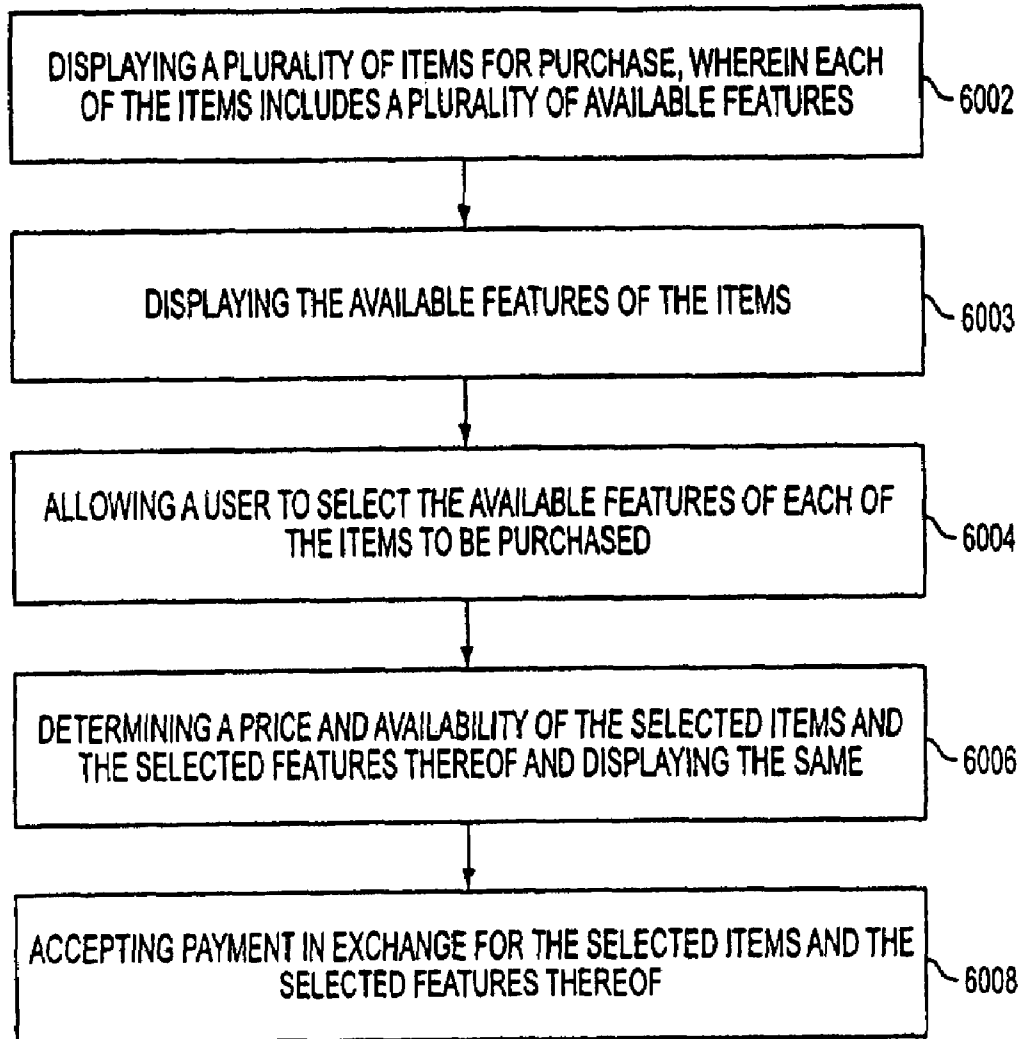 DISPLAYING A PLURALITY OF ITEMS FOR PURCHASE, WHEREIN EACH
OF THE ITEMS INCLUDES A PLURALITY OF AVAILABLE FEATURES
6002
DISPLAYING THE AVAILABLE FEATURES OF THE ITEMS
6003
ALLOWING A USER TO SELECT THE AVAILABLE FEATURES OF EACH OF
THE ITEMS TO BE PURCHASED
6004
DETERMINING A PRICE AND AVAILABILITY OF THE SELECTED ITEMS AND
THE SELECTED FEATURES THEREOF AND DISPLAYING THE SAME
6006
ACCEPTING PAYMENT IN EXCHANGE FOR THE SELECTED ITEMS AND THE
SELECTED FEATURES THEREOF
6008